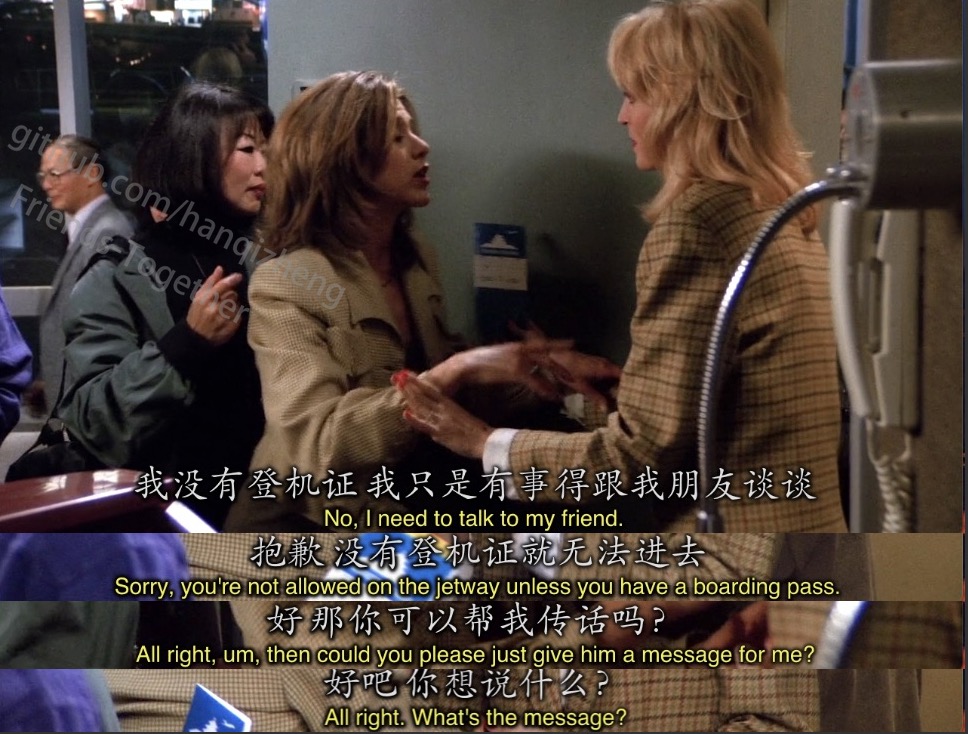 github.com/hanqizheng
Friends-Together
我没有登机证 我只是有事得跟我朋友谈谈
No, I need to talk to my friend.
抱歉 没有登机证就无法进去
Sorry, you're not allowed on the jetway unless you have a boarding pass.
好 那你可以帮我传话吗?
All right, um, then could you please just give him a message for me?
好吧 你想说什么?
All right. What's the message?